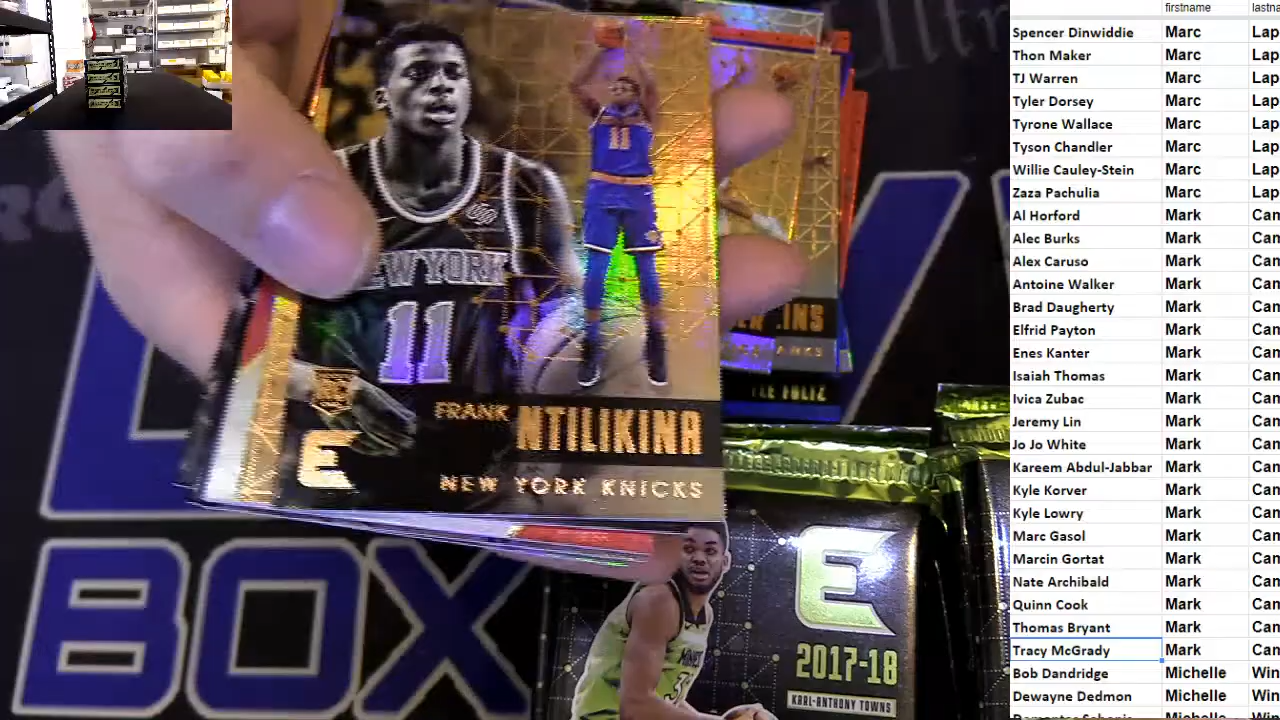 NEW YORK
11
11
FRANK NTILIKINA
NEW YORK KNICKS
E
BOX
E
2017-18
KARL-ANTHONY TOWNS
firstname
Spencer Dinwiddie Marc Lap
Thon Maker Marc Lap
TJ Warren Marc Lap
Tyler Dorsey Marc Lap
Tyrone Wallace Marc Lap
Tyson Chandler Marc Lap
Willie Cauley-Stein Marc Lap
Zaza Pachulia Marc Lap
Al Horford Mark Can
Alec Burks Mark Can
Alex Caruso Mark Can
Antoine Walker Mark Can
Brad Daugherty Mark Can
Elfrid Payton Mark Can
Enes Kanter Mark Can
Isaiah Thomas Mark Can
Ivica Zubac Mark Can
Jeremy Lin Mark Can
Jo Jo White Mark Can
Kareem Abdul-Jabbar Mark Can
Kyle Korver Mark Can
Kyle Lowry Mark Can
Marc Gasol Mark Can
Marcin Gortat Mark Can
Nate Archibald Mark Can
Quinn Cook Mark Can
Thomas Bryant Mark Can
Tracy McGrady Mark Can
Bob Dandridge Michelle Win
Dewayne Dedmon Michelle Win